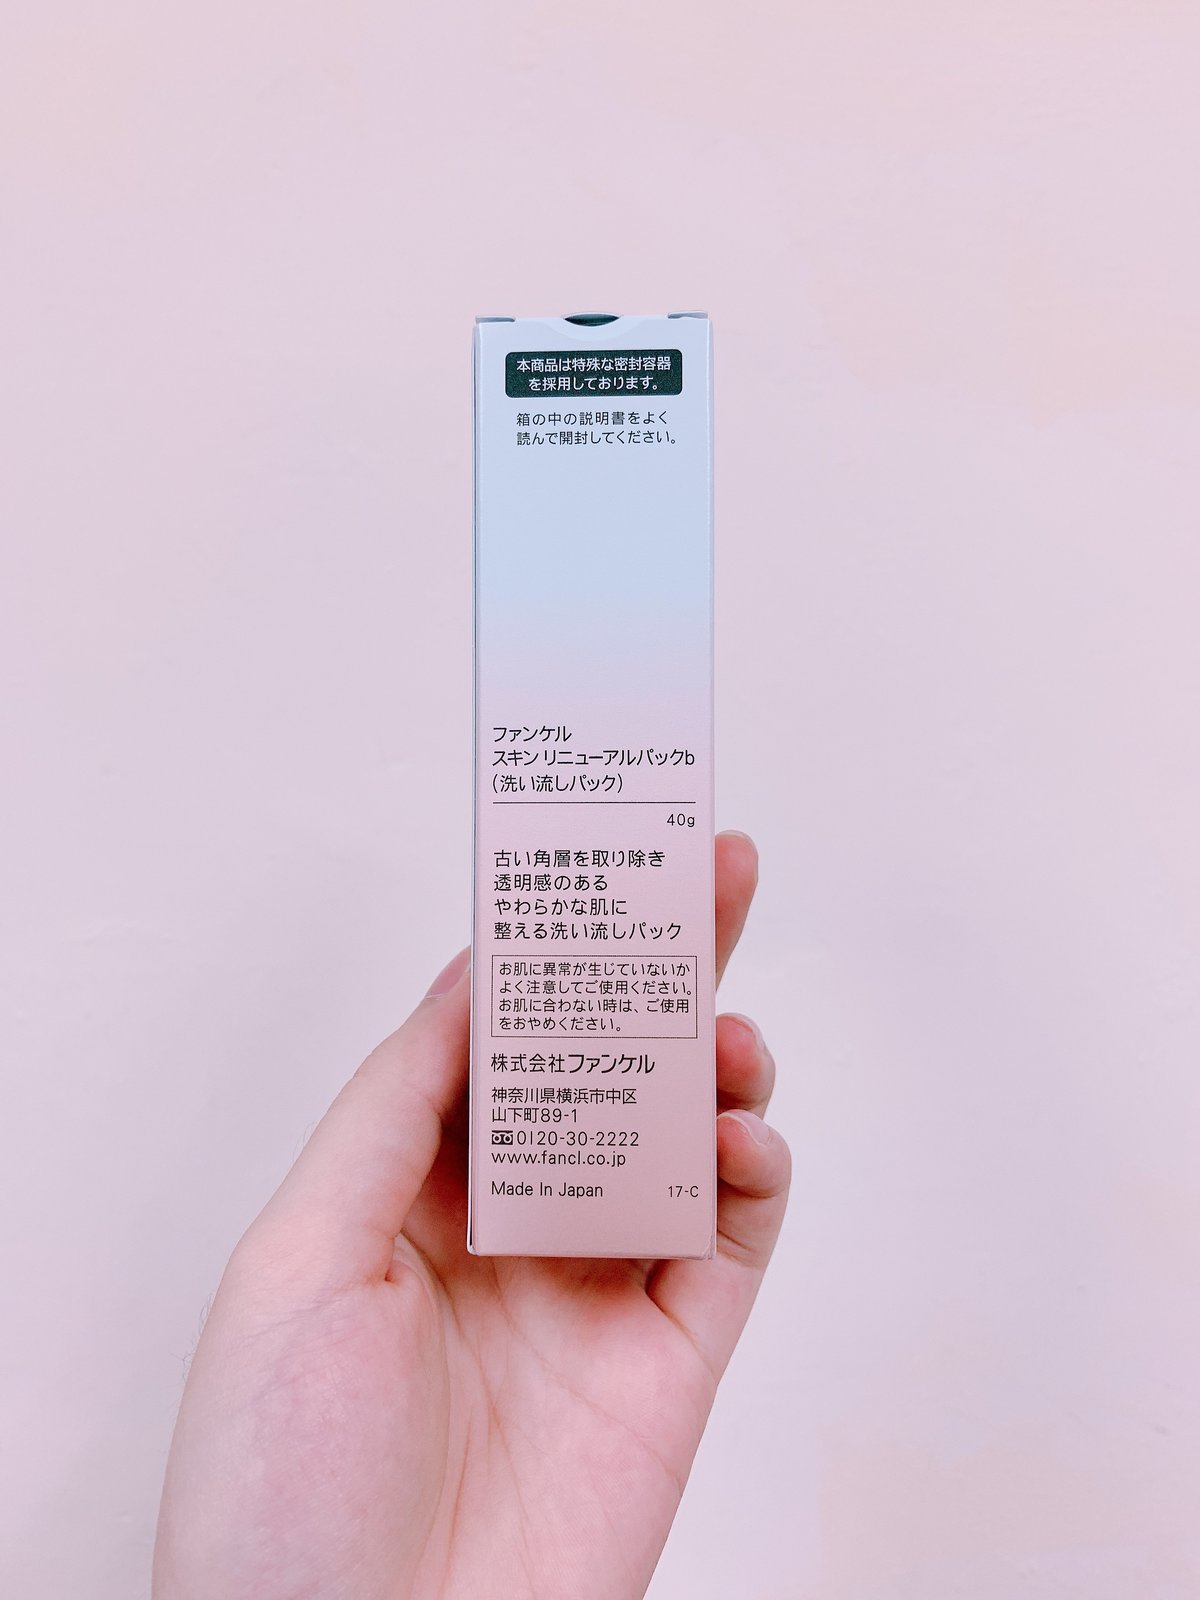 本商品は特殊な密封容器
を採用しております。
箱の中の説明書をよく
読んで開封してください。
ファンケル
スキン リニューアルパックb
(洗い流しパック)
40g
古い角層を取り除き
透明感のある
やわらかな肌に
整える洗い流しパック
お肌に異常が生じていないか
よく注意してご使用ください。
お肌に合わない時は、ご使用
をおやめください。
株式会社ファンケル
神奈川県横浜市中区
山下町89-1
0120-30-2222
www.fancl.co.jp
Made In Japan 17-C